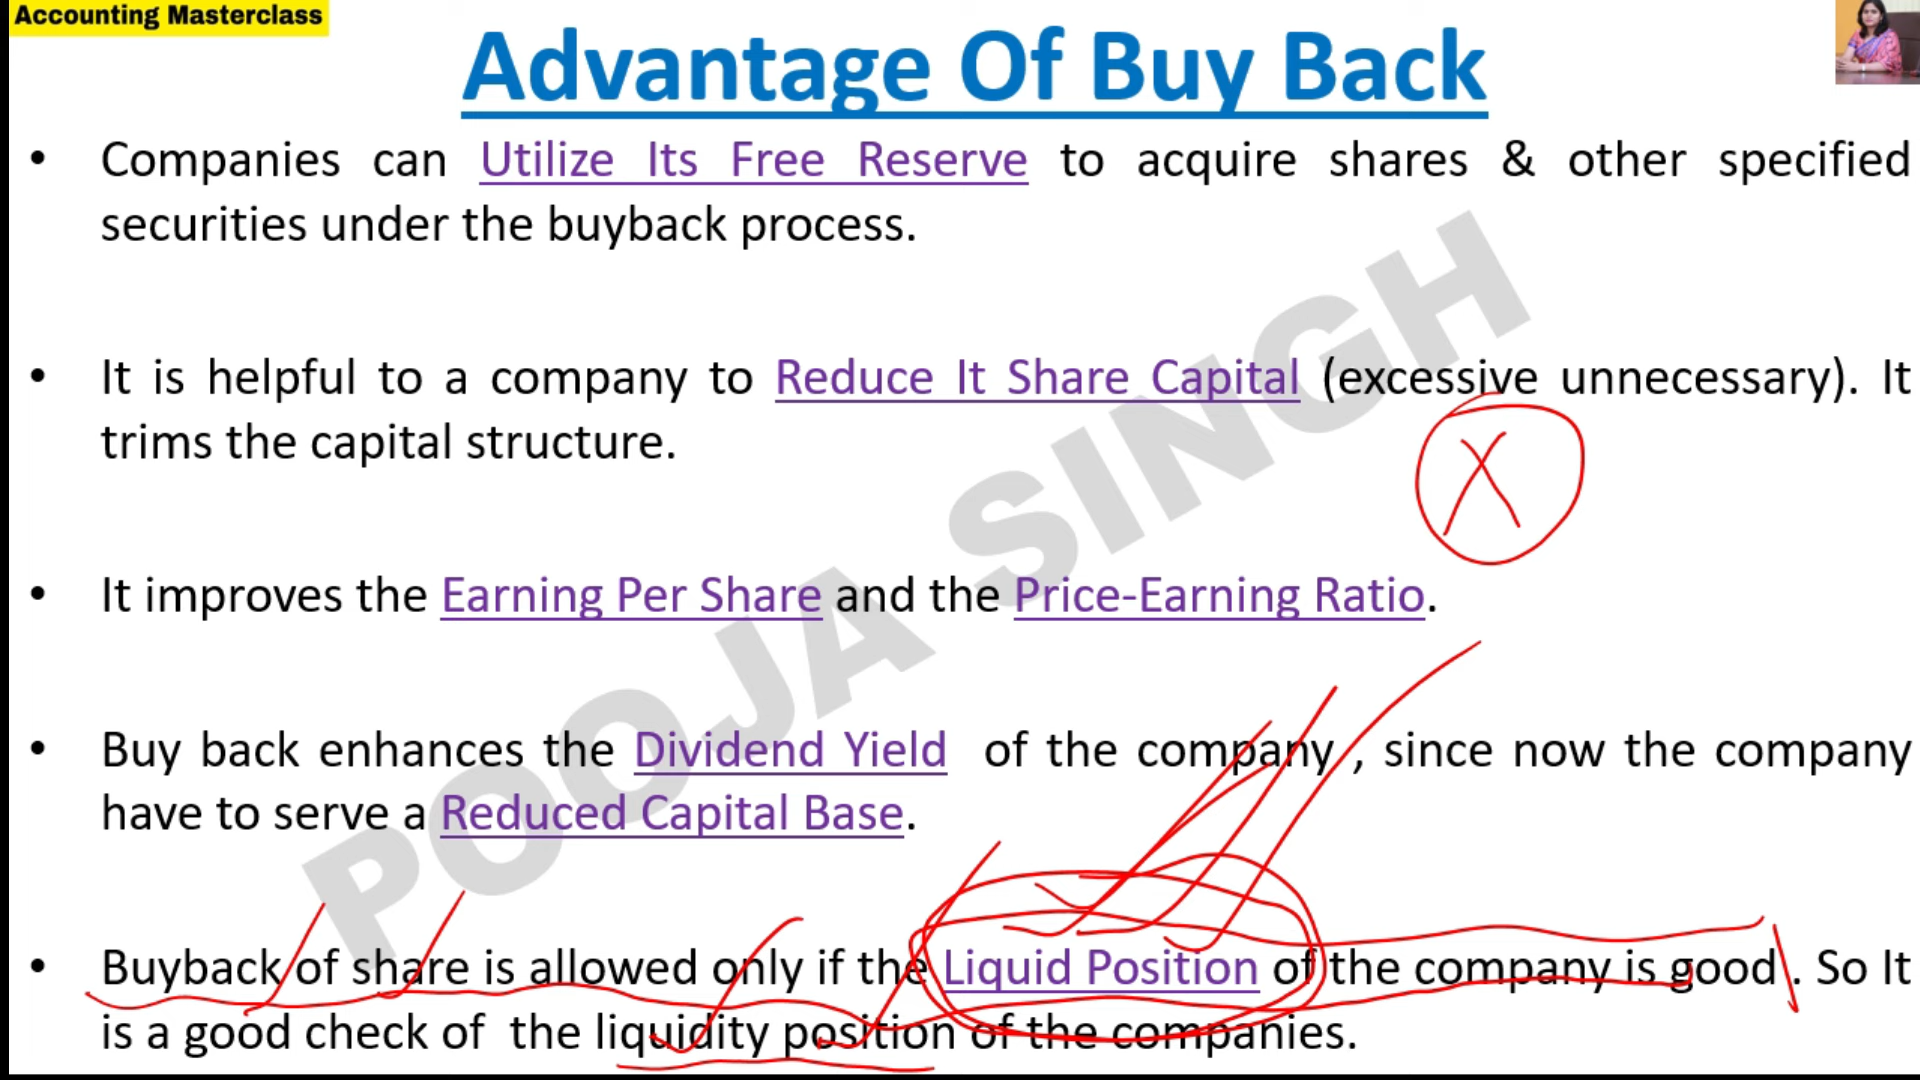 Accounting Masterclass
Advantage Of Buy Back
• Companies can Utilize Its Free Reserve to acquire shares & other specified
securities under the buyback process.
• It is helpful to a company to Reduce It Share Capital (excessive unnecessary). It
trims the capital structure.
X
• It improves the Earning Per Share and the Price-Earning Ratio.
• Buy back enhances the Dividend Yield of the company , since now the company
have to serve a Reduced Capital Base.
• Buyback of share is allowed only if the Liquid Position of the company is good . So It
is a good check of the liquidity position of the companies.
POOJA SINGH